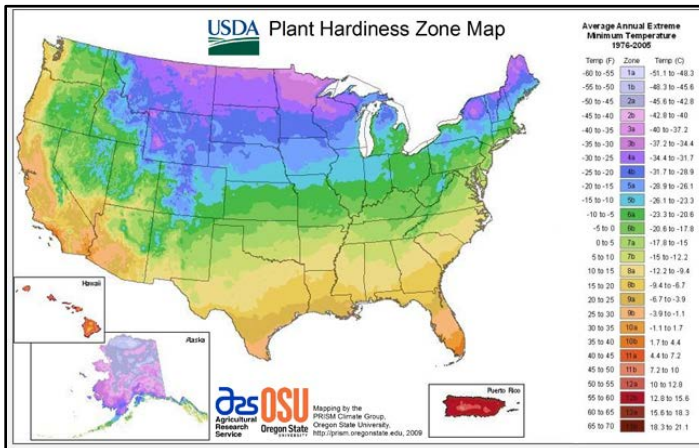 USDA Plant Hardiness Zone Map
Average Annual Extreme
Minimum Temperature
1976-2005
Temp (F) Zone Temp (C)
-60 to -55 1a -51.1 to -48.3
-55 to -50 1b -48.3 to -45.6
-50 to -45 2a -45.6 to -42.8
-45 to -40 2b -42.8 to -40
-40 to -35 3a -40 to -37.2
-35 to -30 3b -37.2 to -34.4
-30 to -25 4a -34.4 to -31.7
-25 to -20 4b -31.7 to -28.9
-20 to -15 5a -28.9 to -26.1
-15 to -10 5b -26.1 to -23.3
-10 to -5 6a -23.3 to -20.6
-5 to 0 6b -20.6 to -17.8
0 to 5 7a -17.8 to -15
5 to 10 7b -15 to -12.2
10 to 15 8a -12.2 to -9.4
15 to 20 8b -9.4 to -6.7
20 to 25 9a -6.7 to -3.9
25 to 30 9b -3.9 to -1.1
30 to 35 10a -1.1 to 1.7
35 to 40 10b 1.7 to 4.4
40 to 45 11a 4.4 to 7.2
45 to 50 11b 7.2 to 10
50 to 55 12a 10 to 12.8
55 to 60 12b 12.8 to 15.6
60 to 65 13a 15.6 to 18.3
65 to 70 18.3 to 21.1
Hawaii
Alaska
Puerto Rico
ars
Agricultural
Research
Service
OSU
Oregon State
UNIVERSITY
Mapping by the
PRISM Climate Group,
Oregon State University,
http://prism.oregonstate.edu, 2009